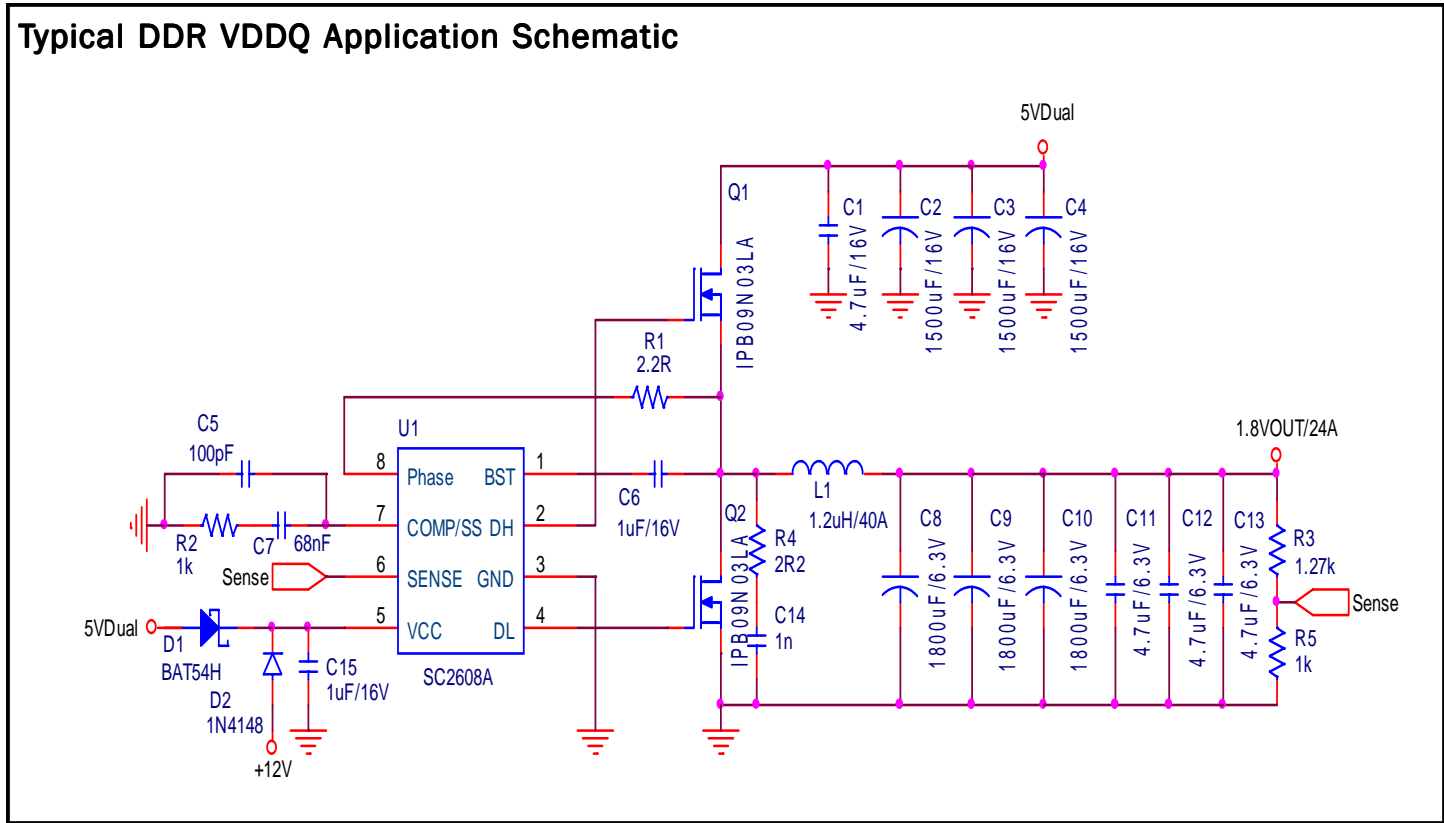 Typical DDR VDDQ Application Schematic
5VDual
Q1
IPB09N03LA
C1
4.7uF/16V
C2
1500uF/16V
C3
1500uF/16V
C4
1500uF/16V
R1
2.2R
C5
100pF
U1
8
Phase
BST
1
7
COMP/SS
DH
2
6
SENSE
GND
3
5
VCC
DL
4
SC2608A
R2
1k
C7
68nF
Sense
5VDual
D1
BAT54H
D2
1N4148
C15
1uF/16V
+12V
C6
1uF/16V
Q2
IPB09N03LA
R4
2R2
C14
1n
L1
1.2uH/40A
1.8VOUT/24A
C8
1800uF/6.3V
C9
1800uF/6.3V
C10
1800uF/6.3V
C11
4.7uF/6.3V
C12
4.7uF/6.3V
C13
4.7uF/6.3V
R3
1.27k
Sense
R5
1k